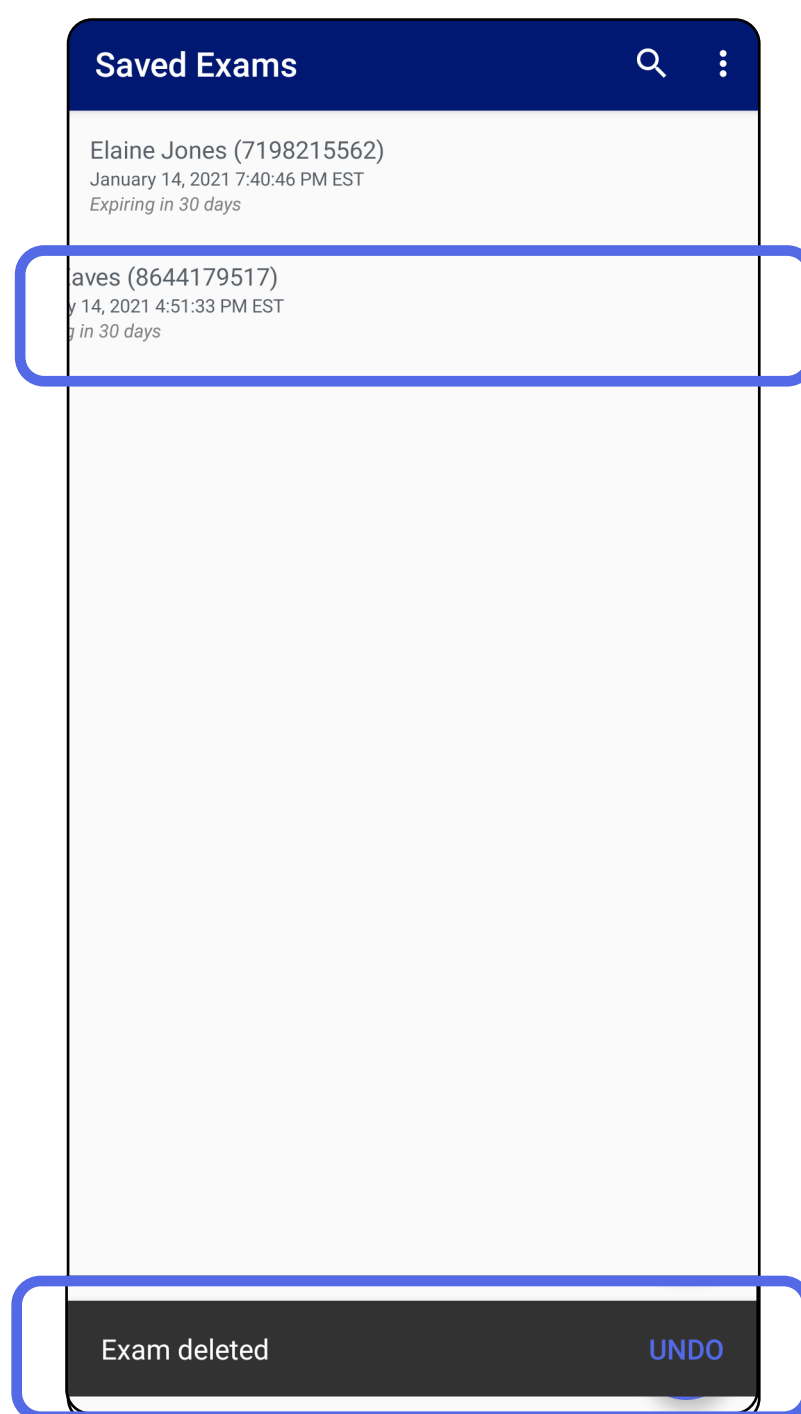 Saved Exams
Elaine Jones (7198215562)
January 14, 2021 7:40:46 PM EST
Expiring in 30 days
aves (8644179517)
y 14, 2021 4:51:33 PM EST
g in 30 days
Exam deleted
UNDO